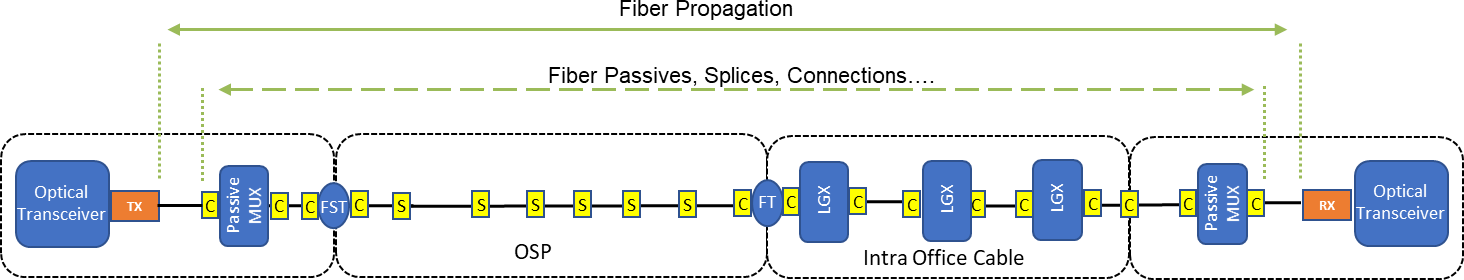 Fiber Propagation
Fiber Passives, Splices, Connections….
Optical
Transceiver
TX
C
Passive
MUX
C
C
FST
C
S
S
S
S
S
S
C
FT
C
LGX
C
C
LGX
C
C
LGX
C
C
C
Passive
MUX
C
RX
Optical
Transceiver
OSP
Intra Office Cable